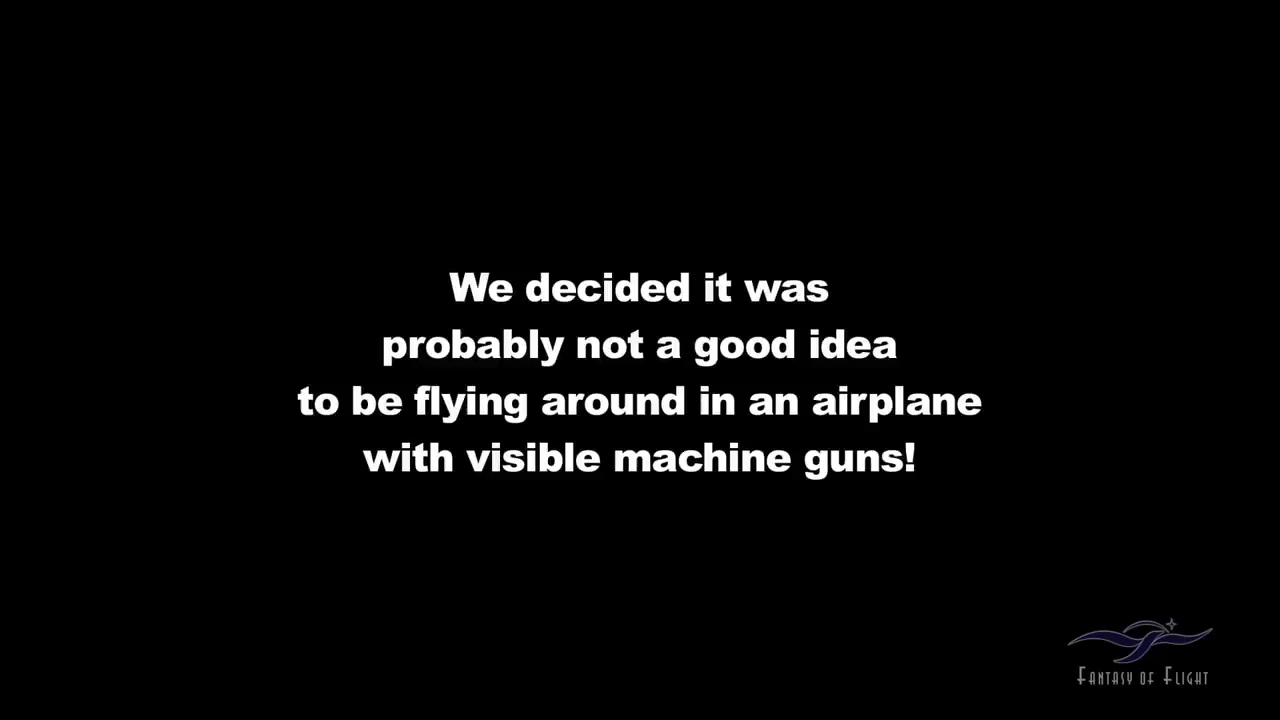 We decided it was
probably not a good idea
to be flying around in an airplane
with visible machine guns!
FANTASY OF FLIGHT